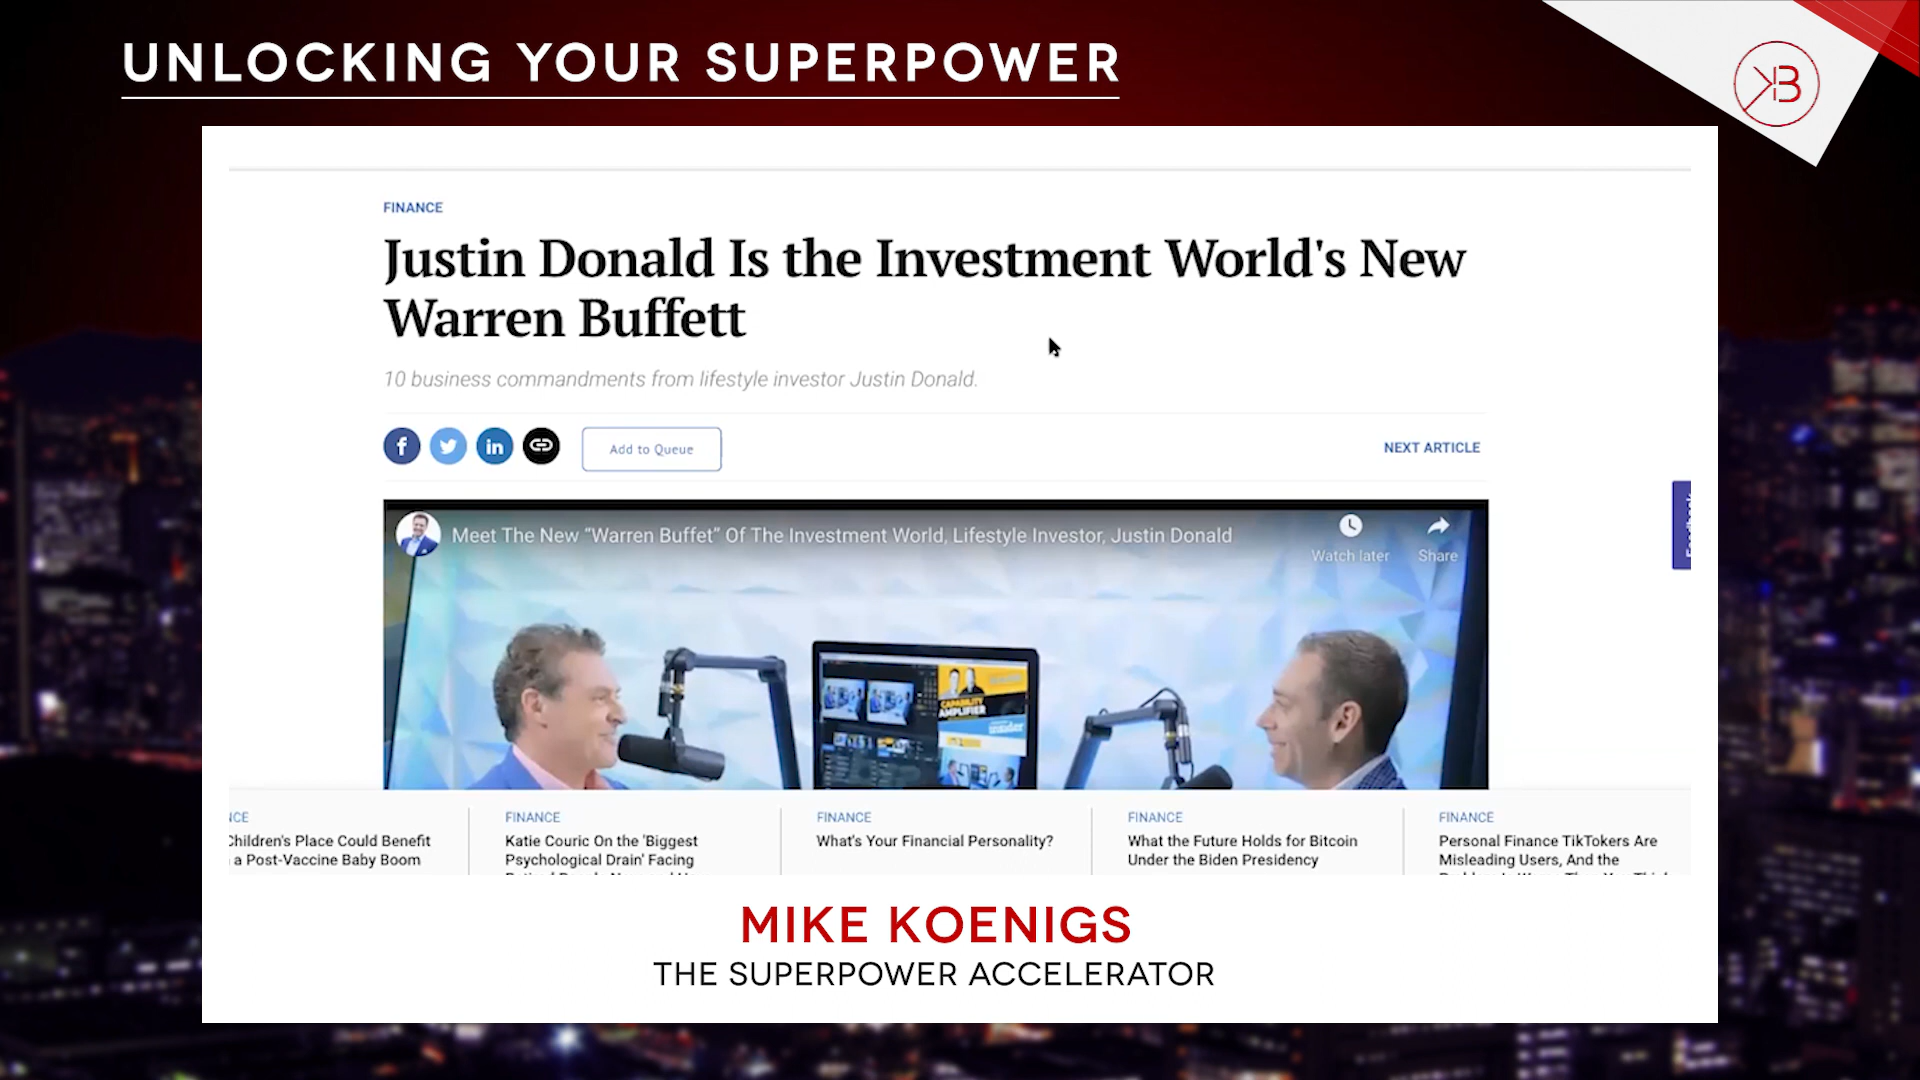 UNLOCKING YOUR SUPERPOWER
FINANCE
Justin Donald Is the Investment World's New
Warren Buffett
10 business commandments from lifestyle investor Justin Donald.
Add to Queue
NEXT ARTICLE
Meet The New “Warren Buffet” Of The Investment World, Lifestyle Investor, Justin Donald
Watch later
Share
CAPABILITY
AMPLIFIER
FINANCE
Children's Place Could Benefit
a Post-Vaccine Baby Boom
FINANCE
Katie Couric On the 'Biggest
Psychological Drain' Facing
FINANCE
What's Your Financial Personality?
FINANCE
What the Future Holds for Bitcoin
Under the Biden Presidency
FINANCE
Personal Finance TikTokers Are
Misleading Users, And the
MIKE KOENIGS
THE SUPERPOWER ACCELERATOR